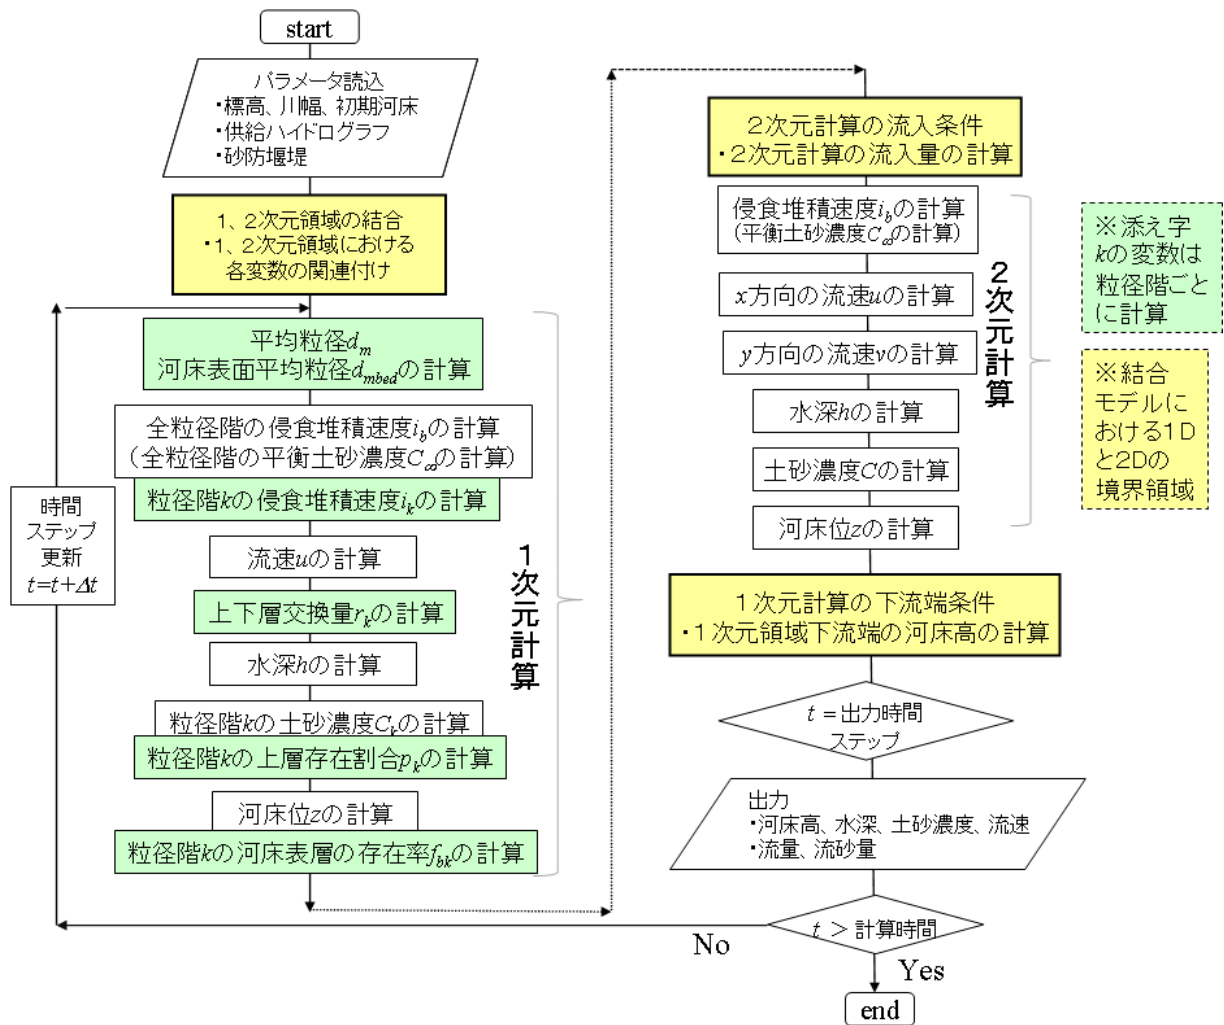 start
パラメータ読込
・標高、川幅、初期河床
・供給ハイドログラフ
・砂防堰堤
1、2次元領域の結合
・1、2次元領域における
各変数の関連付け
平均粒径dm
河床表面平均粒径dmbedの計算
全粒径階の侵食堆積速度ibの計算
(全粒径階の平衡土砂濃度C∞の計算)
粒径階kの侵食堆積速度ikの計算
流速uの計算
上下層交換量rkの計算
水深hの計算
粒径階kの土砂濃度Ckの計算
粒径階kの上層存在割合pkの計算
河床位zの計算
粒径階kの河床表層の存在率fbkの計算
1次元計算
時間
ステップ
更新
t=t+Δt
2次元計算の流入条件
・2次元計算の流入量の計算
侵食堆積速度ibの計算
(平衡土砂濃度C∞の計算)
x方向の流速uの計算
y方向の流速vの計算
水深hの計算
土砂濃度Cの計算
河床位zの計算
2次元計算
1次元計算の下流端条件
・1次元領域下流端の河床高の計算
t=出力時間
ステップ
出力
・河床高、水深、土砂濃度、流速
・流量、流砂量
t > 計算時間
No
Yes
end
※添え字
kの変数は
粒径階ごと
に計算
※結合
モデルに
おける1D
と2Dの
境界領域